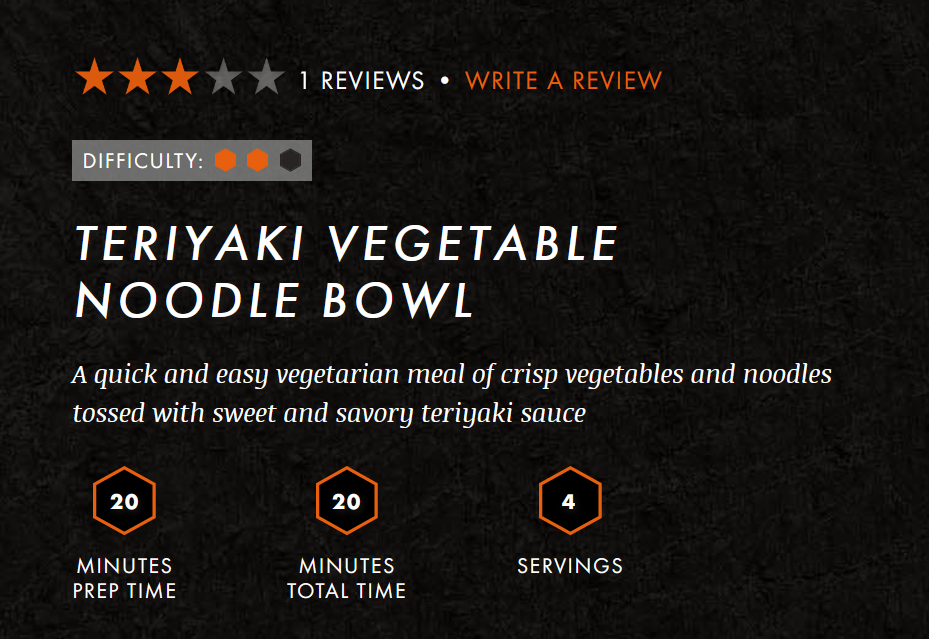 1 REVIEWS • WRITE A REVIEW
DIFFICULTY:
TERIYAKI VEGETABLE
NOODLE BOWL
A quick and easy vegetarian meal of crisp vegetables and noodles
tossed with sweet and savory teriyaki sauce
20 20 4
MINUTES MINUTES SERVINGS
PREP TIME TOTAL TIME